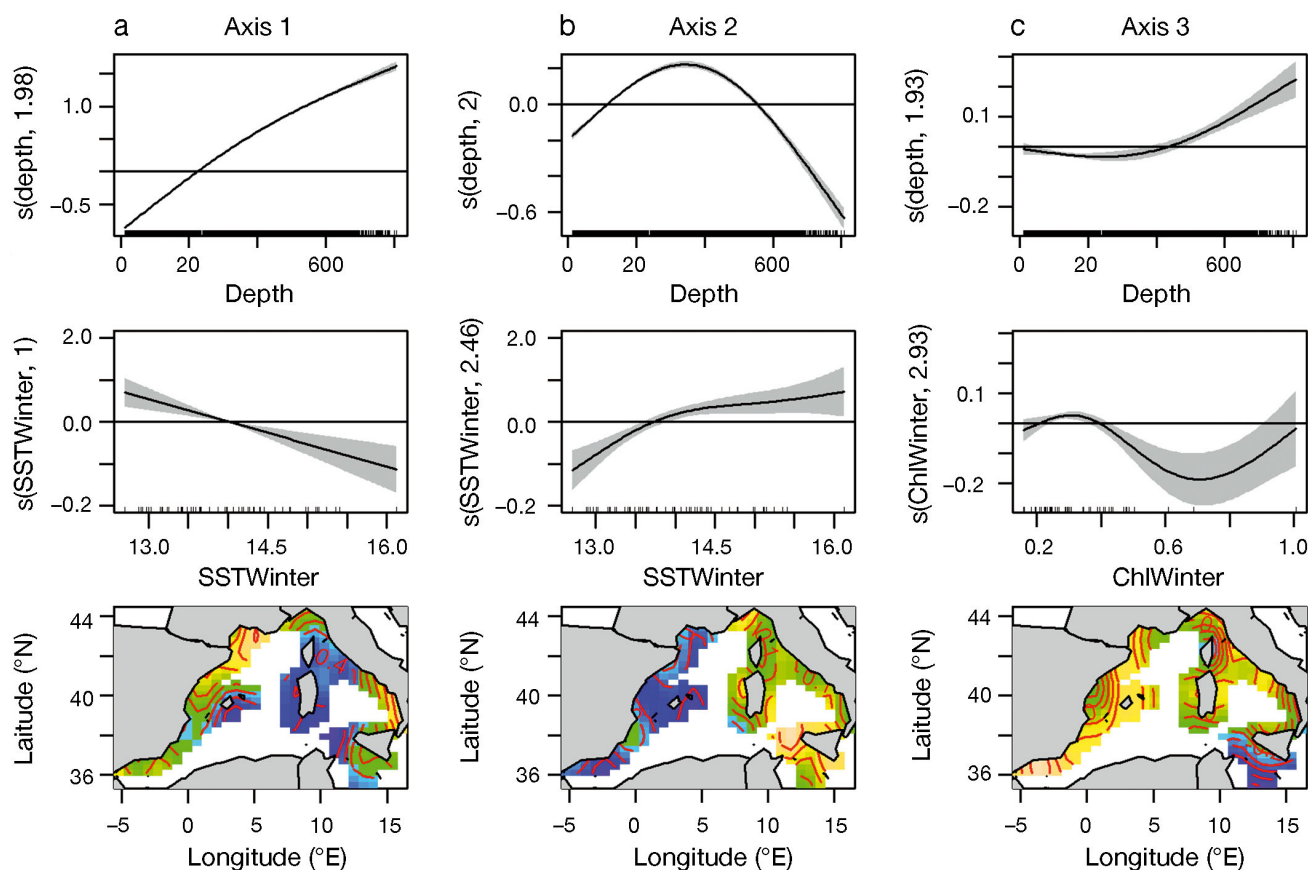 a Axis 1 b Axis 2 c Axis 3
s(depth, 1.98)
1.0
−0.5
0 20 600
Depth
s(depth, 2)
0.0
−0.6
0 20 600
Depth
s(depth, 1.93)
0.1
−0.2
0 20 600
Depth
s(SSTWinter, 1)
2.0
0.0
−0.2
13.0 14.5 16.0
SSTWinter
s(SSTWinter, 2.46)
2.0
0.0
−0.2
13.0 14.5 16.0
SSTWinter
s(ChlWinter, 2.93)
0.1
−0.2
0.2 0.6 1.0
ChlWinter
Laitude (°N)
44
40
36
−5 0 5 10 15
Longitude (°E)
Laitude (°N)
44
40
36
−5 0 5 10 15
Longitude (°E)
Laitude (°N)
44
40
36
−5 0 5 10 15
Longitude (°E)